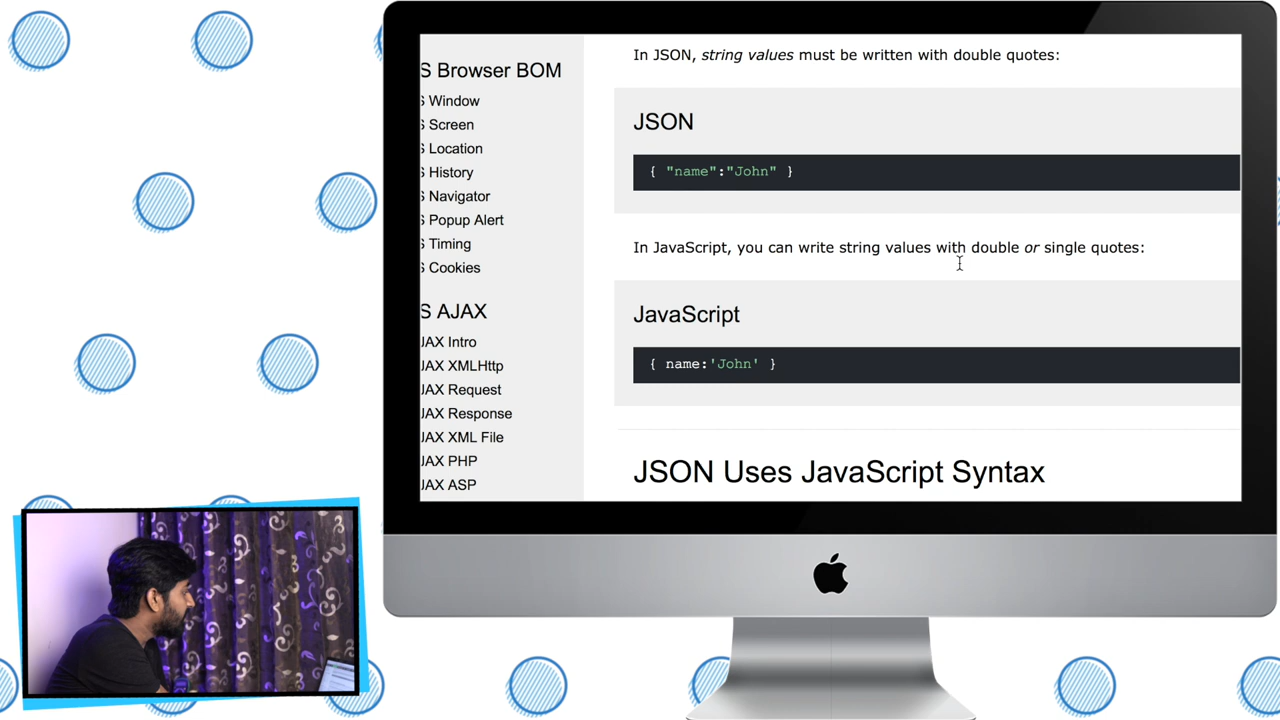 S Browser BOM
S Window
S Screen
S Location
S History
S Navigator
S Popup Alert
S Timing
S Cookies
S AJAX
JAX Intro
JAX XMLHttp
JAX Request
JAX Response
JAX XML File
JAX PHP
JAX ASP
In JSON, string values must be written with double quotes:
JSON
{ "name":"John" }
In JavaScript, you can write string values with double or single quotes:
JavaScript
{ name:'John' }
JSON Uses JavaScript Syntax